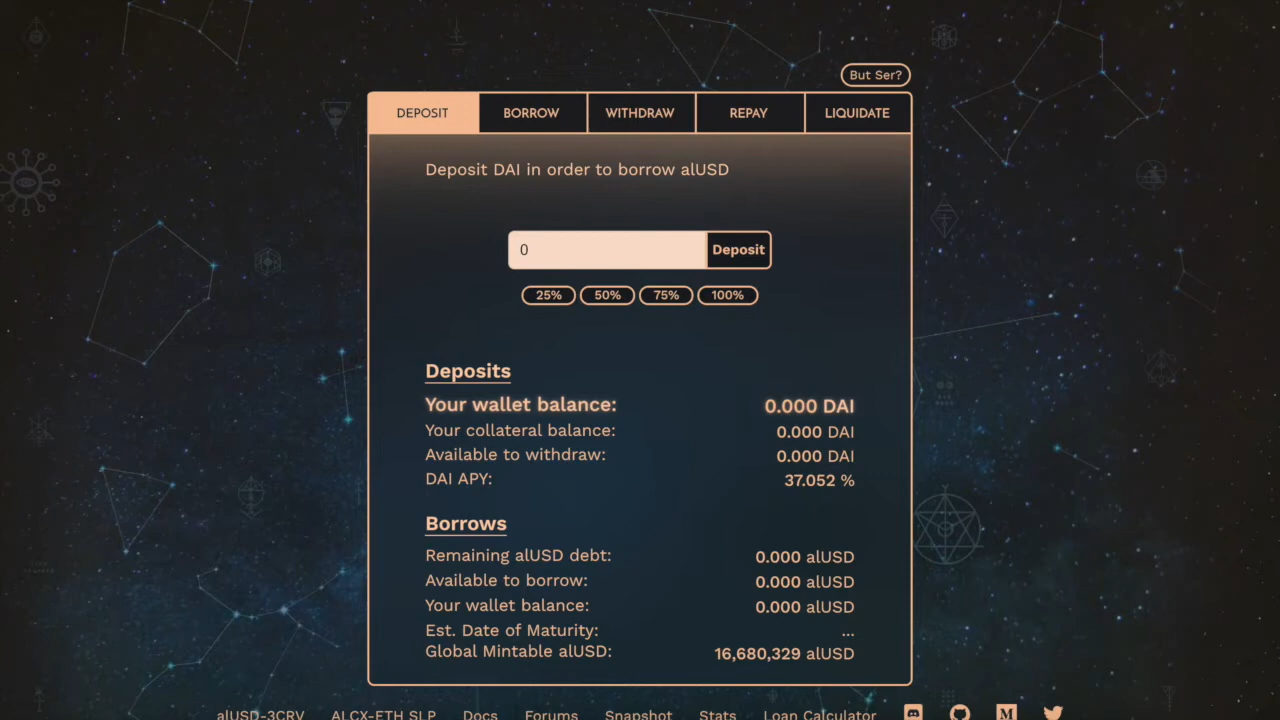 But Ser?
DEPOSIT BORROW WITHDRAW REPAY LIQUIDATE
Deposit DAI in order to borrow alUSD
0 Deposit
25% 50% 75% 100%
Deposits
Your wallet balance: 0.000 DAI
Your collateral balance: 0.000 DAI
Available to withdraw: 0.000 DAI
DAI APY: 37.052 %
Borrows
Remaining alUSD debt: 0.000 alUSD
Available to borrow: 0.000 alUSD
Your wallet balance: 0.000 alUSD
Est. Date of Maturity: ...
Global Mintable alUSD: 16,680,329 alUSD
alUSD-3CRV ALCX-ETH SLP Docs Forums Snapshot Stats Loan Calculator